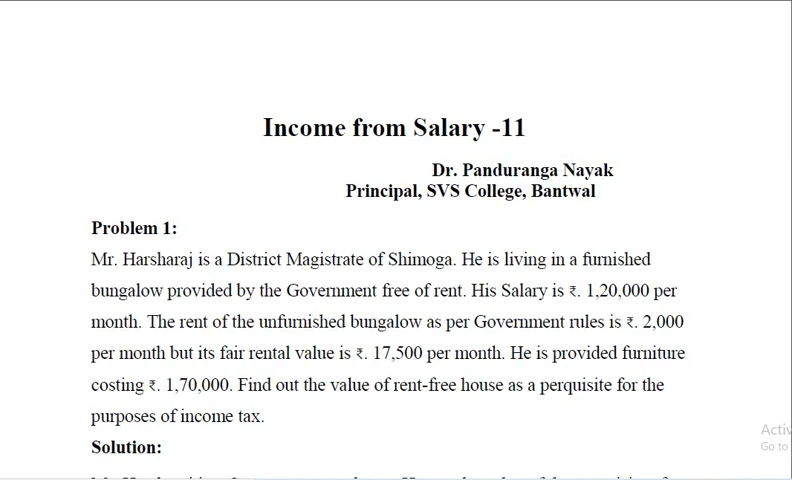 Income from Salary -11
Dr. Panduranga Nayak
Principal, SVS College, Bantwal
Problem 1:
Mr. Harsharaj is a District Magistrate of Shimoga. He is living in a furnished
bungalow provided by the Government free of rent. His Salary is ₹. 1,20,000 per
month. The rent of the unfurnished bungalow as per Government rules is ₹. 2,000
per month but its fair rental value is ₹. 17,500 per month. He is provided furniture
costing ₹. 1,70,000. Find out the value of rent-free house as a perquisite for the
purposes of income tax.
Activ
Go to
Solution: